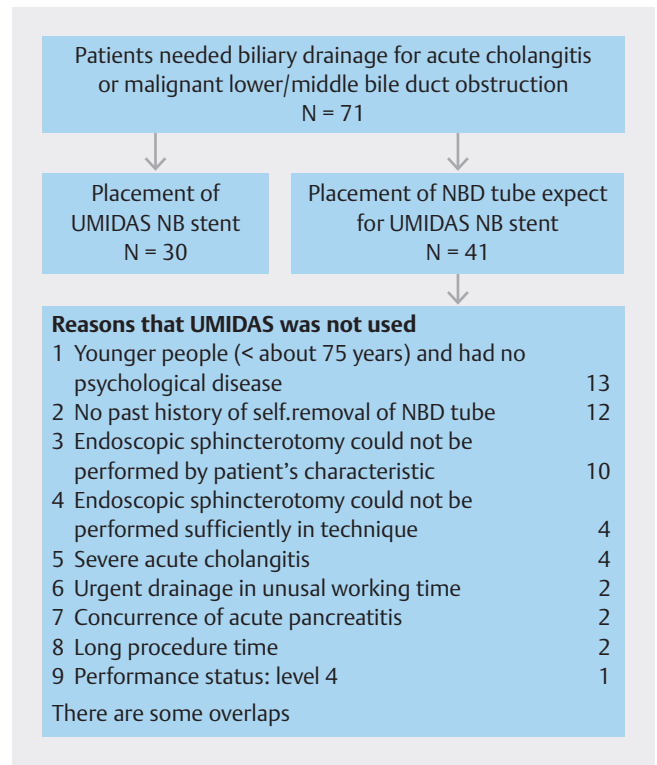 Patients needed biliary drainage for acute cholangitis
or malignant lower/middle bile duct obstruction
N = 71
Placement of
UMIDAS NB stent
N = 30
Placement of NBD tube expect
for UMIDAS NB stent
N = 41
Reasons that UMIDAS was not used
1 Younger people (< about 75 years) and had no
psychological disease 13
2 No past history of self.removal of NBD tube 12
3 Endoscopic sphincterotomy could not be
performed by patient's characteristic 10
4 Endoscopic sphincterotomy could not be
performed sufficiently in technique 4
5 Severe acute cholangitis 4
6 Urgent drainage in unusal working time 2
7 Concurrence of acute pancreatitis 2
8 Long procedure time 2
9 Performance status: level 4 1
There are some overlaps